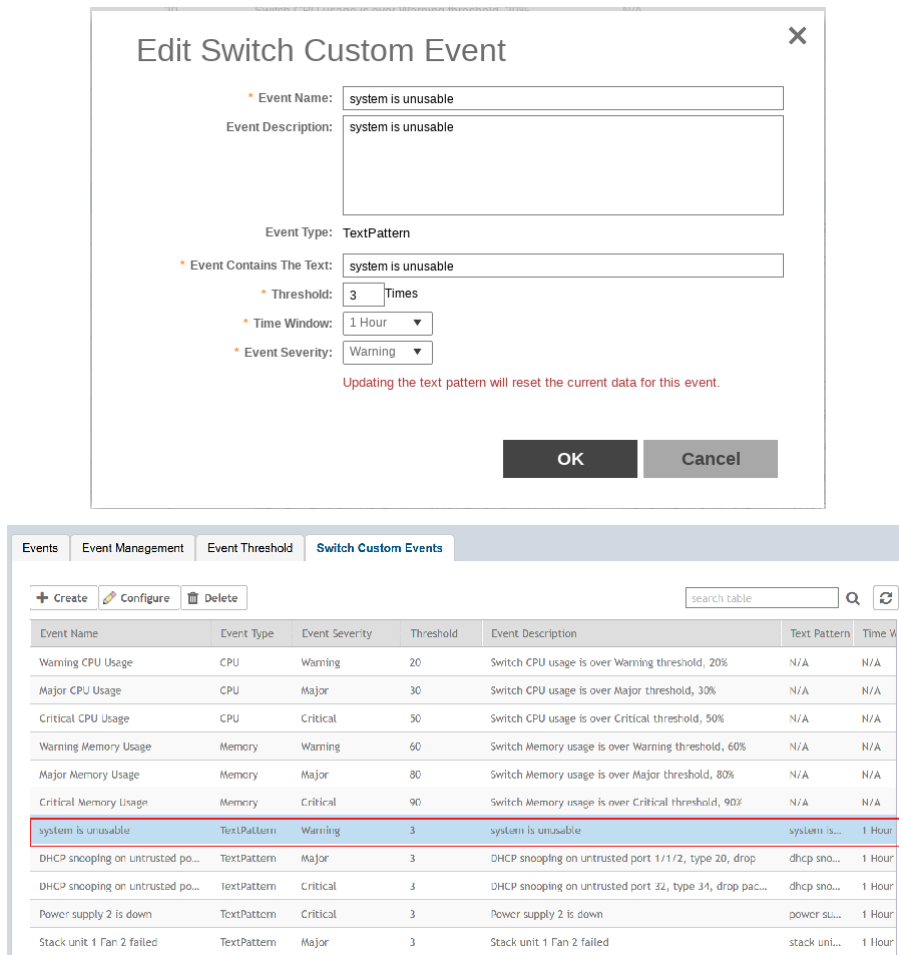 Edit Switch Custom Event
* Event Name: system is unusable
Event Description: system is unusable
Event Type: TextPattern
* Event Contains The Text: system is unusable
* Threshold: 3 Times
* Time Window: 1 Hour
* Event Severity: Warning
Updating the text pattern will reset the current data for this event.
OK Cancel
Events Event Management Event Threshold Switch Custom Events
Create Configure Delete search table
Event Name Event Type Event Severity Threshold Event Description Text Pattern Time W
Warning CPU Usage CPU Warning 20 Switch CPU usage is over Warning threshold, 20% N/A N/A
Major CPU Usage CPU Major 30 Switch CPU usage is over Major threshold, 30% N/A N/A
Critical CPU Usage CPU Critical 50 Switch CPU usage is over Critical threshold, 50% N/A N/A
Warning Memory Usage Memory Warning 60 Switch Memory usage is over Warning threshold, 60% N/A N/A
Major Memory Usage Memory Major 80 Switch Memory usage is over Major threshold, 80% N/A N/A
Critical Memory Usage Memory Critical 90 Switch Memory usage is over Critical threshold, 90% N/A N/A
system is unusable TextPattern Warning 3 system is unusable system is... 1 Hour
DHCP snooping on untrusted po... TextPattern Major 3 DHCP snooping on untrusted port 1/1/2, type 20, drop dhcp sno... 1 Hour
DHCP snooping on untrusted po... TextPattern Critical 3 DHCP snooping on untrusted port 32, type 34, drop pac... dhcp sno... 1 Hour
Power supply 2 is down TextPattern Critical 3 Power supply 2 is down power su... 1 Hour
Stack unit 1 Fan 2 failed TextPattern Major 3 Stack unit 1 Fan 2 failed stack uni... 1 Hour